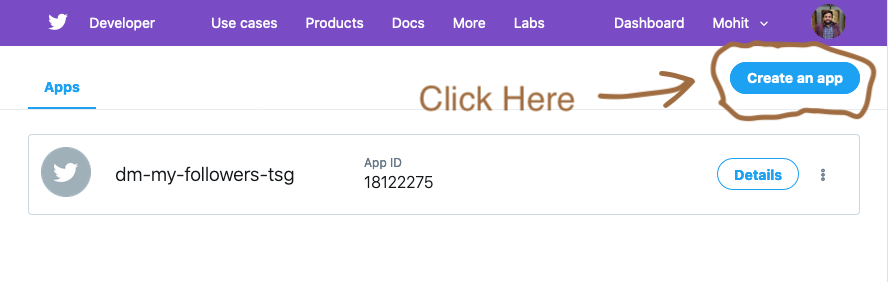 Developer Use cases Products Docs More Labs Dashboard Mohit
Apps
Click Here
Create an app
dm-my-followers-tsg
App ID
18122275
Details